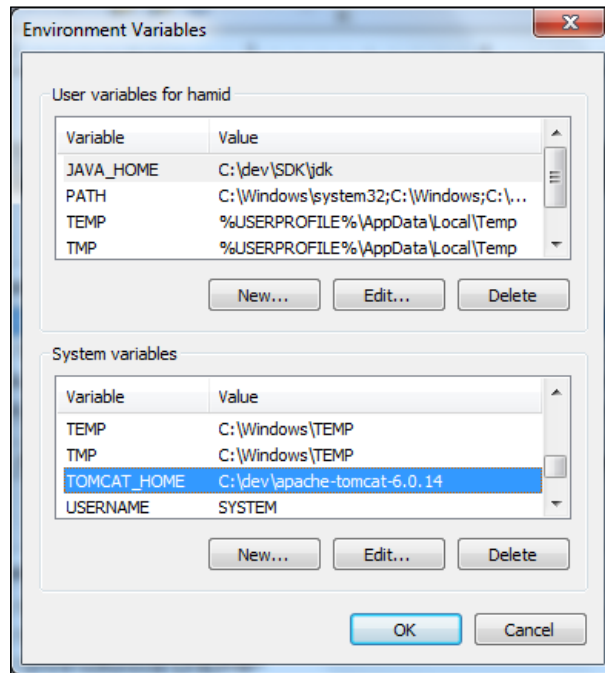 Environment Variables
User variables for hamid
Variable Value
JAVA_HOME C:\dev\SDK\jdk
PATH C:\Windows\system32;C:\Windows;C:\...
TEMP %USERPROFILE%\AppData\Local\Temp
TMP %USERPROFILE%\AppData\Local\Temp
New... Edit... Delete
System variables
Variable Value
TEMP C:\Windows\TEMP
TMP C:\Windows\TEMP
TOMCAT_HOME C:\dev\apache-tomcat-6.0.14
USERNAME SYSTEM
New... Edit... Delete
OK Cancel